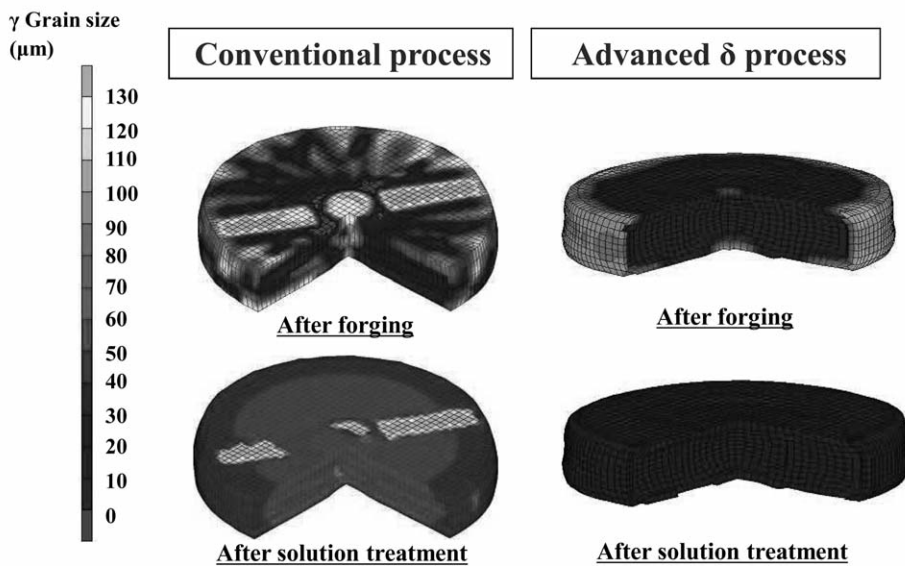 γ Grain size
(μm)
Conventional process
Advanced δ process
130
120
110
100
90
80
70
60
50
40
30
20
10
0
After forging
After forging
After solution treatment
After solution treatment